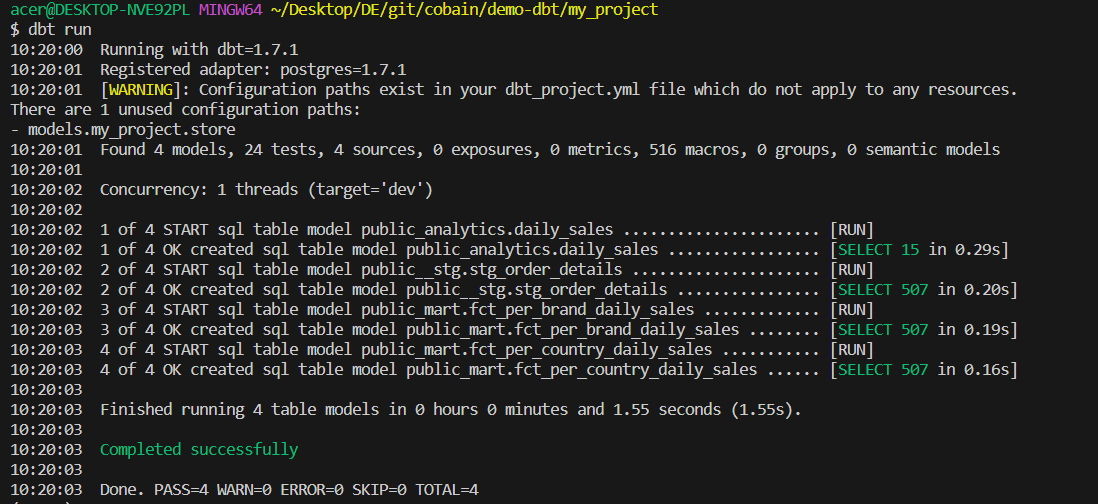 acer@DESKTOP-NVE92PL MINGW64 ~/Desktop/DE/git/cobain/demo-dbt/my_project
$ dbt run
10:20:00  Running with dbt=1.7.1
10:20:01  Registered adapter: postgres=1.7.1
10:20:01  [WARNING]: Configuration paths exist in your dbt_project.yml file which do not apply to any resources.
There are 1 unused configuration paths:
- models.my_project.store
10:20:01  Found 4 models, 24 tests, 4 sources, 0 exposures, 0 metrics, 516 macros, 0 groups, 0 semantic models
10:20:01
10:20:02  Concurrency: 1 threads (target='dev')
10:20:02
10:20:02  1 of 4 START sql table model public_analytics.daily_sales ...................... [RUN]
10:20:02  1 of 4 OK created sql table model public_analytics.daily_sales ................. [SELECT 15 in 0.29s]
10:20:02  2 of 4 START sql table model public__stg.stg_order_details ..................... [RUN]
10:20:02  2 of 4 OK created sql table model public__stg.stg_order_details ................ [SELECT 507 in 0.20s]
10:20:02  3 of 4 START sql table model public_mart.fct_per_brand_daily_sales ............. [RUN]
10:20:03  3 of 4 OK created sql table model public_mart.fct_per_brand_daily_sales ........ [SELECT 507 in 0.19s]
10:20:03  4 of 4 START sql table model public_mart.fct_per_country_daily_sales ........... [RUN]
10:20:03  4 of 4 OK created sql table model public_mart.fct_per_country_daily_sales ...... [SELECT 507 in 0.16s]
10:20:03
10:20:03  Finished running 4 table models in 0 hours 0 minutes and 1.55 seconds (1.55s).
10:20:03
10:20:03  Completed successfully
10:20:03
10:20:03  Done. PASS=4 WARN=0 ERROR=0 SKIP=0 TOTAL=4